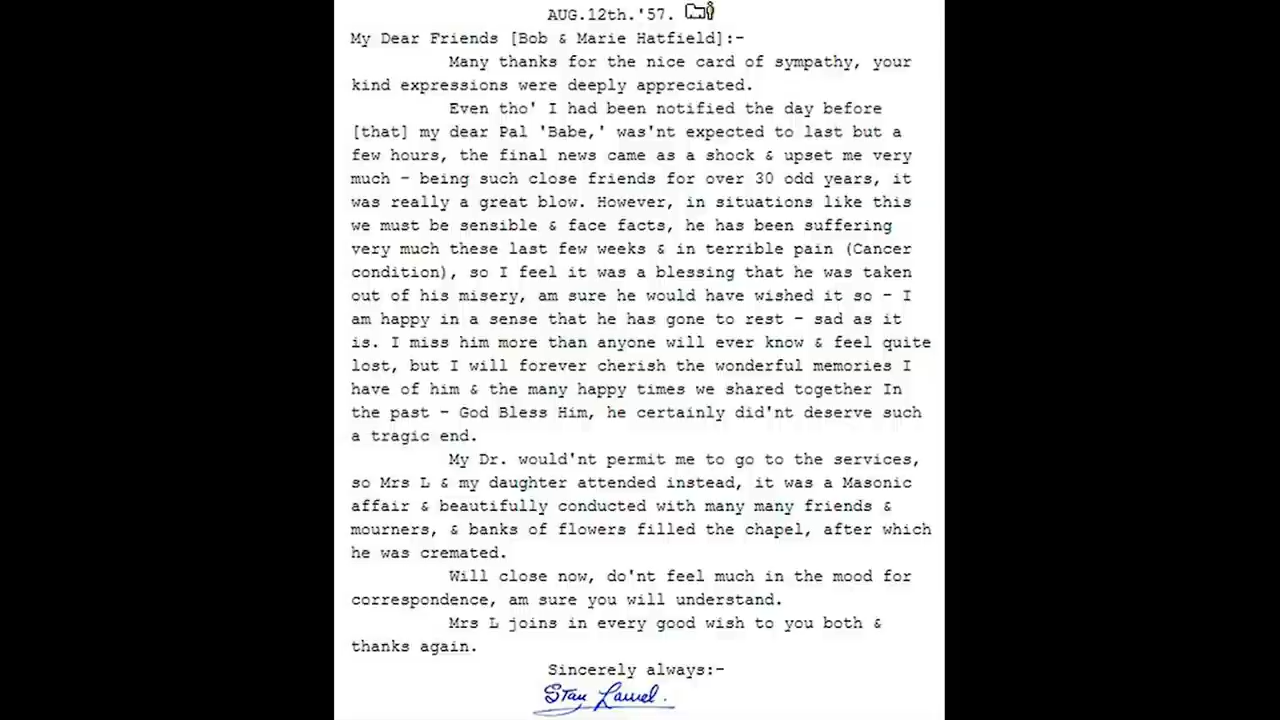 AUG.12th.'57.
My Dear Friends [Bob & Marie Hatfield]:-
Many thanks for the nice card of sympathy, your
kind expressions were deeply appreciated.
Even tho' I had been notified the day before
[that] my dear Pal 'Babe,' was'nt expected to last but a
few hours, the final news came as a shock & upset me very
much - being such close friends for over 30 odd years, it
was really a great blow. However, in situations like this
we must be sensible & face facts, he has been suffering
very much these last few weeks & in terrible pain (Cancer
condition), so I feel it was a blessing that he was taken
out of his misery, am sure he would have wished it so - I
am happy in a sense that he has gone to rest - sad as it
is. I miss him more than anyone will ever know & feel quite
lost, but I will forever cherish the wonderful memories I
have of him & the many happy times we shared together In
the past - God Bless Him, he certainly did'nt deserve such
a tragic end.
My Dr. would'nt permit me to go to the services,
so Mrs L & my daughter attended instead, it was a Masonic
affair & beautifully conducted with many many friends &
mourners, & banks of flowers filled the chapel, after which
he was cremated.
Will close now, do'nt feel much in the mood for
correspondence, am sure you will understand.
Mrs L joins in every good wish to you both &
thanks again.
Sincerely always:-
Stan Laurel.